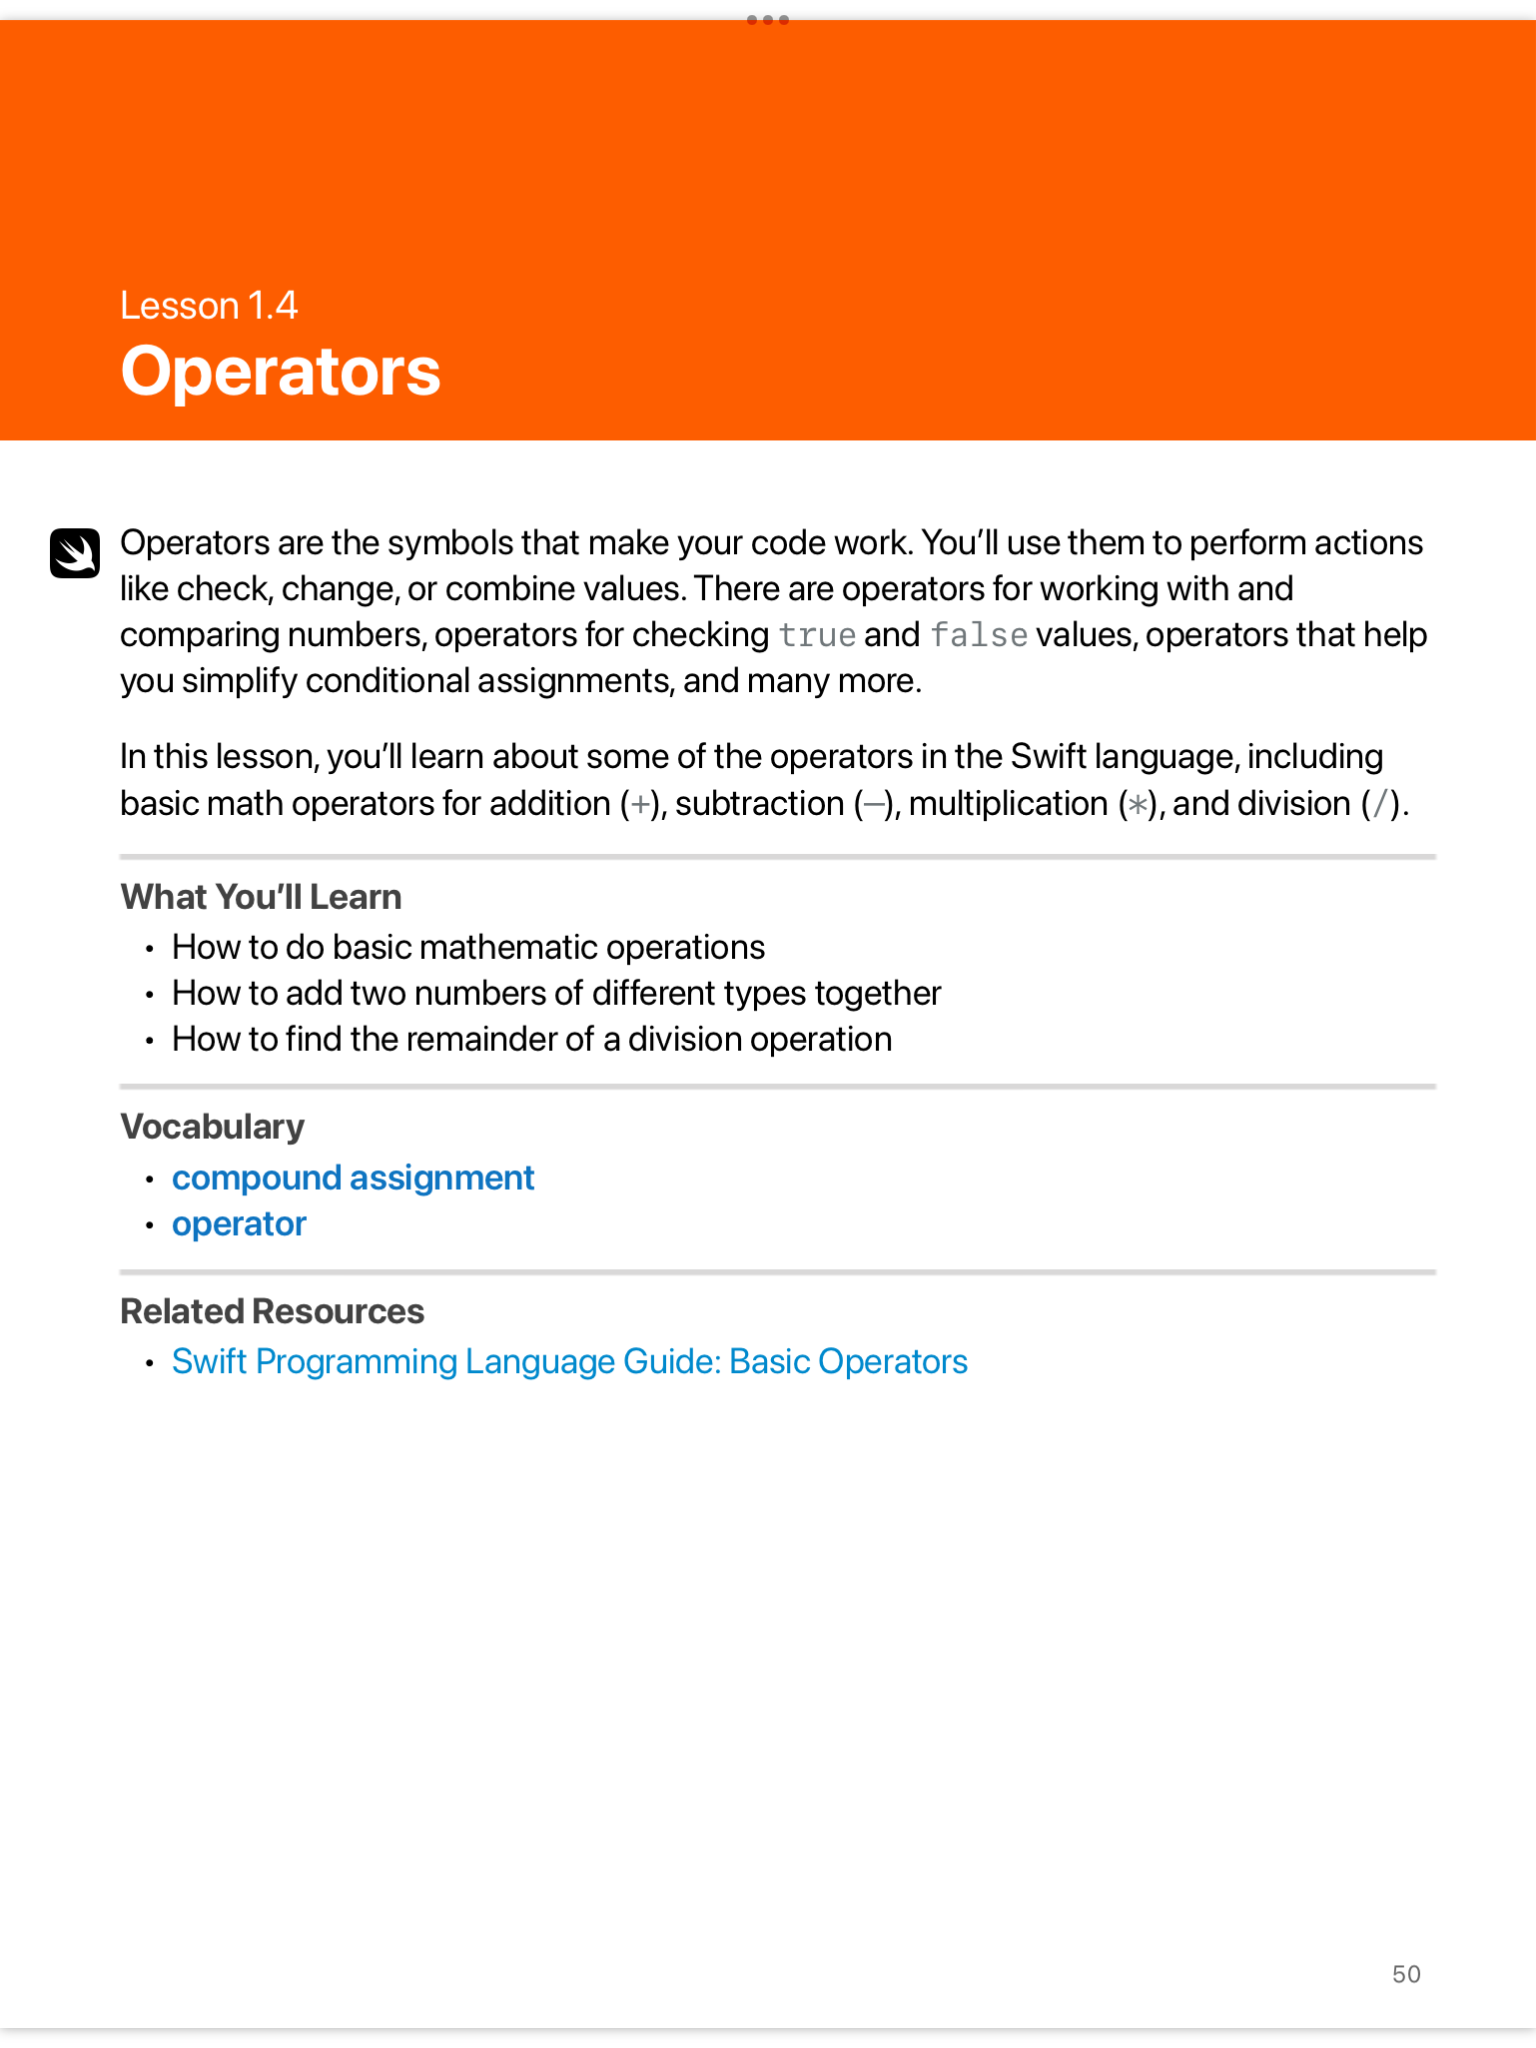 Lesson 1.4
Operators
Operators are the symbols that make your code work. You’ll use them to perform actions
like check, change, or combine values. There are operators for working with and
comparing numbers, operators for checking true and false values, operators that help
you simplify conditional assignments, and many more.
In this lesson, you’ll learn about some of the operators in the Swift language, including
basic math operators for addition (+), subtraction (–), multiplication (*), and division (/).
What You’ll Learn
• How to do basic mathematic operations
• How to add two numbers of different types together
• How to find the remainder of a division operation
Vocabulary
• compound assignment
• operator
Related Resources
• Swift Programming Language Guide: Basic Operators
50